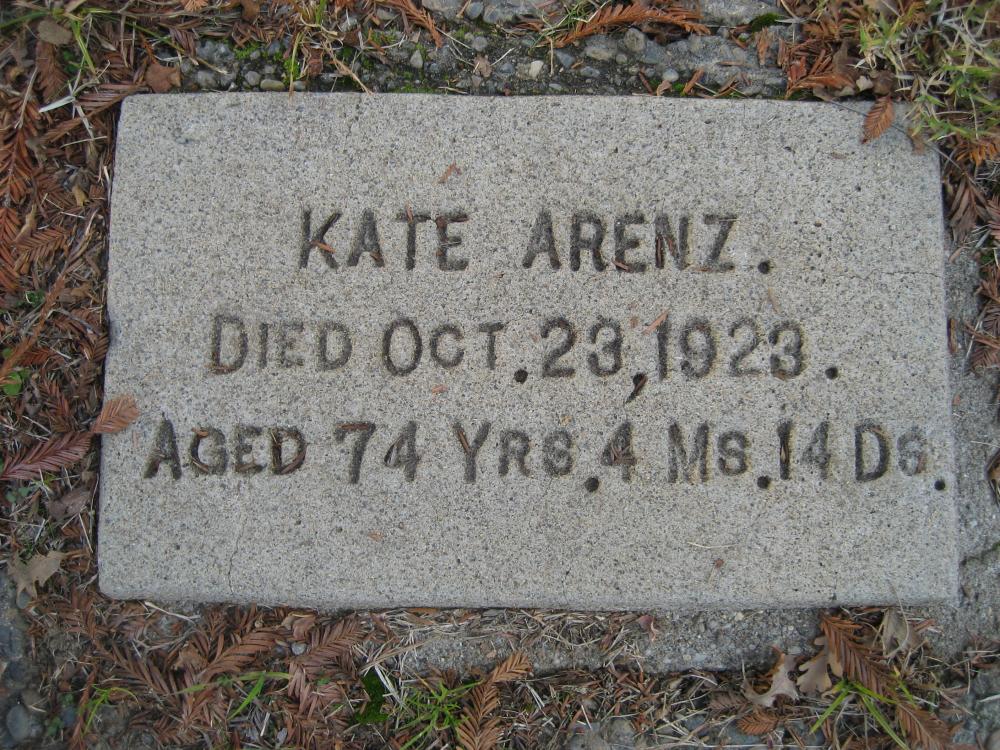 KATE ARENZ.
DIED OCT. 23, 1923.
AGED 74 YRS. 4 MS. 14 DS.